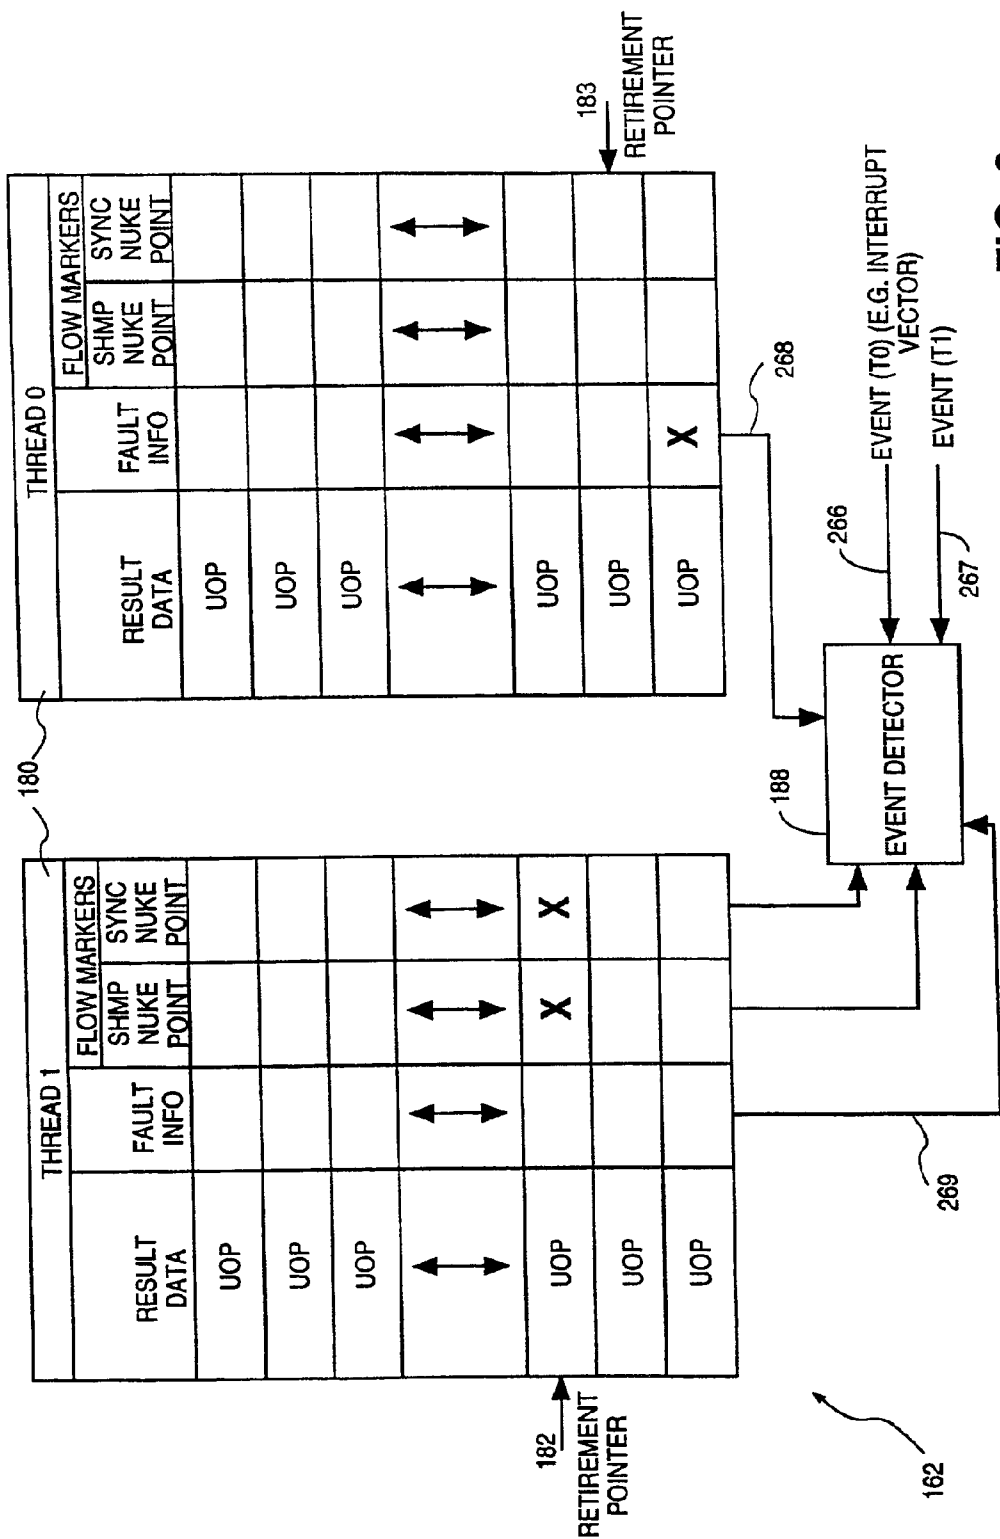 THREAD 1
FLOW MARKERS
RESULT
DATA
FAULT
INFO
SHMP
NUKE
POINT
SYNC
NUKE
POINT
UOP
UOP
UOP
UOP
X
X
UOP
UOP
182
RETIREMENT
POINTER
180
THREAD 0
FLOW MARKERS
RESULT
DATA
FAULT
INFO
SHMP
NUKE
POINT
SYNC
NUKE
POINT
UOP
UOP
UOP
UOP
UOP
UOP
X
183
RETIREMENT
POINTER
268
188
EVENT DETECTOR
266
EVENT (T0) (E.G. INTERRUPT
VECTOR)
267
EVENT (T1)
269
162